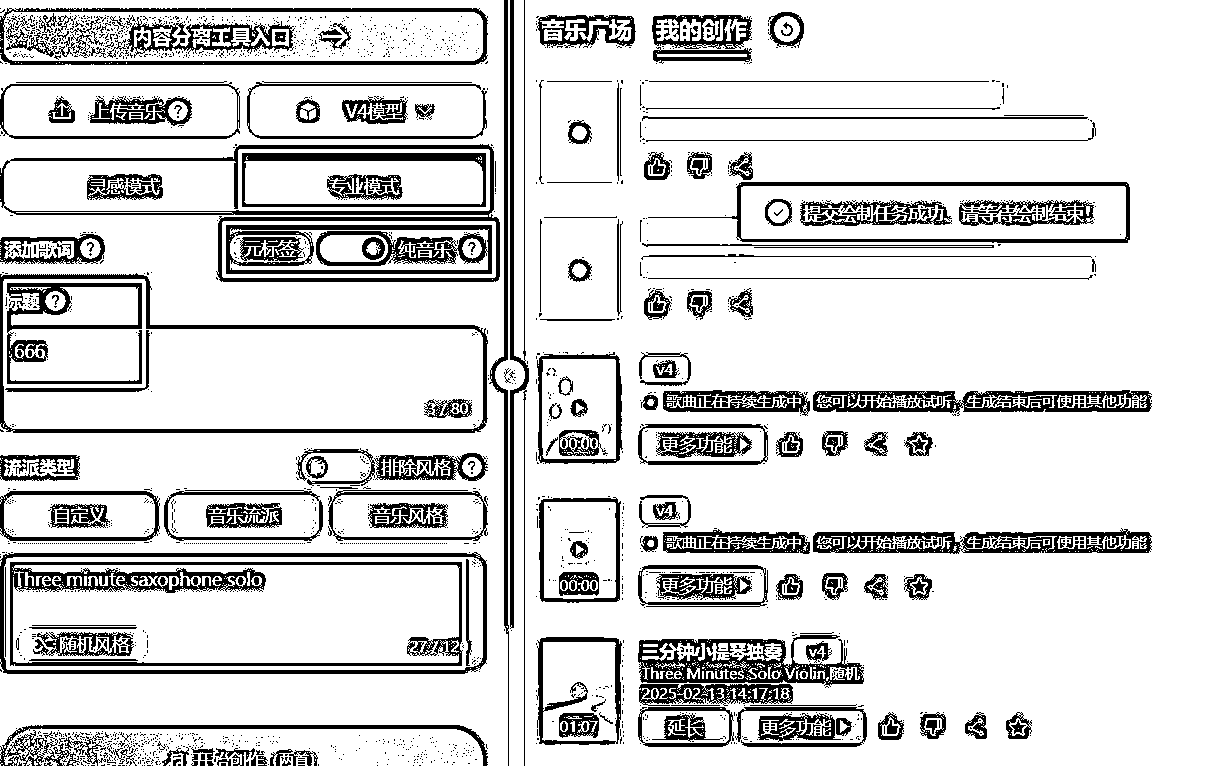 内容分离工具入口
上传音乐
V4模型
灵感模式
专业模式
添加歌词
元标签
纯音乐
标题
666
3 / 80
流派类型
排除风格
自定义
音乐流派
音乐风格
Three minute saxophone solo
随机风格
27 / 120
开始创作 (两首)
音乐广场
我的创作
提交绘制任务成功，请等待绘制结束！
v4
歌曲正在持续生成中，您可以开始播放试听，生成结束后可使用其他功能
00:00
更多功能
v4
歌曲正在持续生成中，您可以开始播放试听，生成结束后可使用其他功能
00:00
更多功能
三分钟小提琴独奏
v4
Three Minutes Solo Violin,随机
2025-02-13 14:17:18
01:07
延长
更多功能